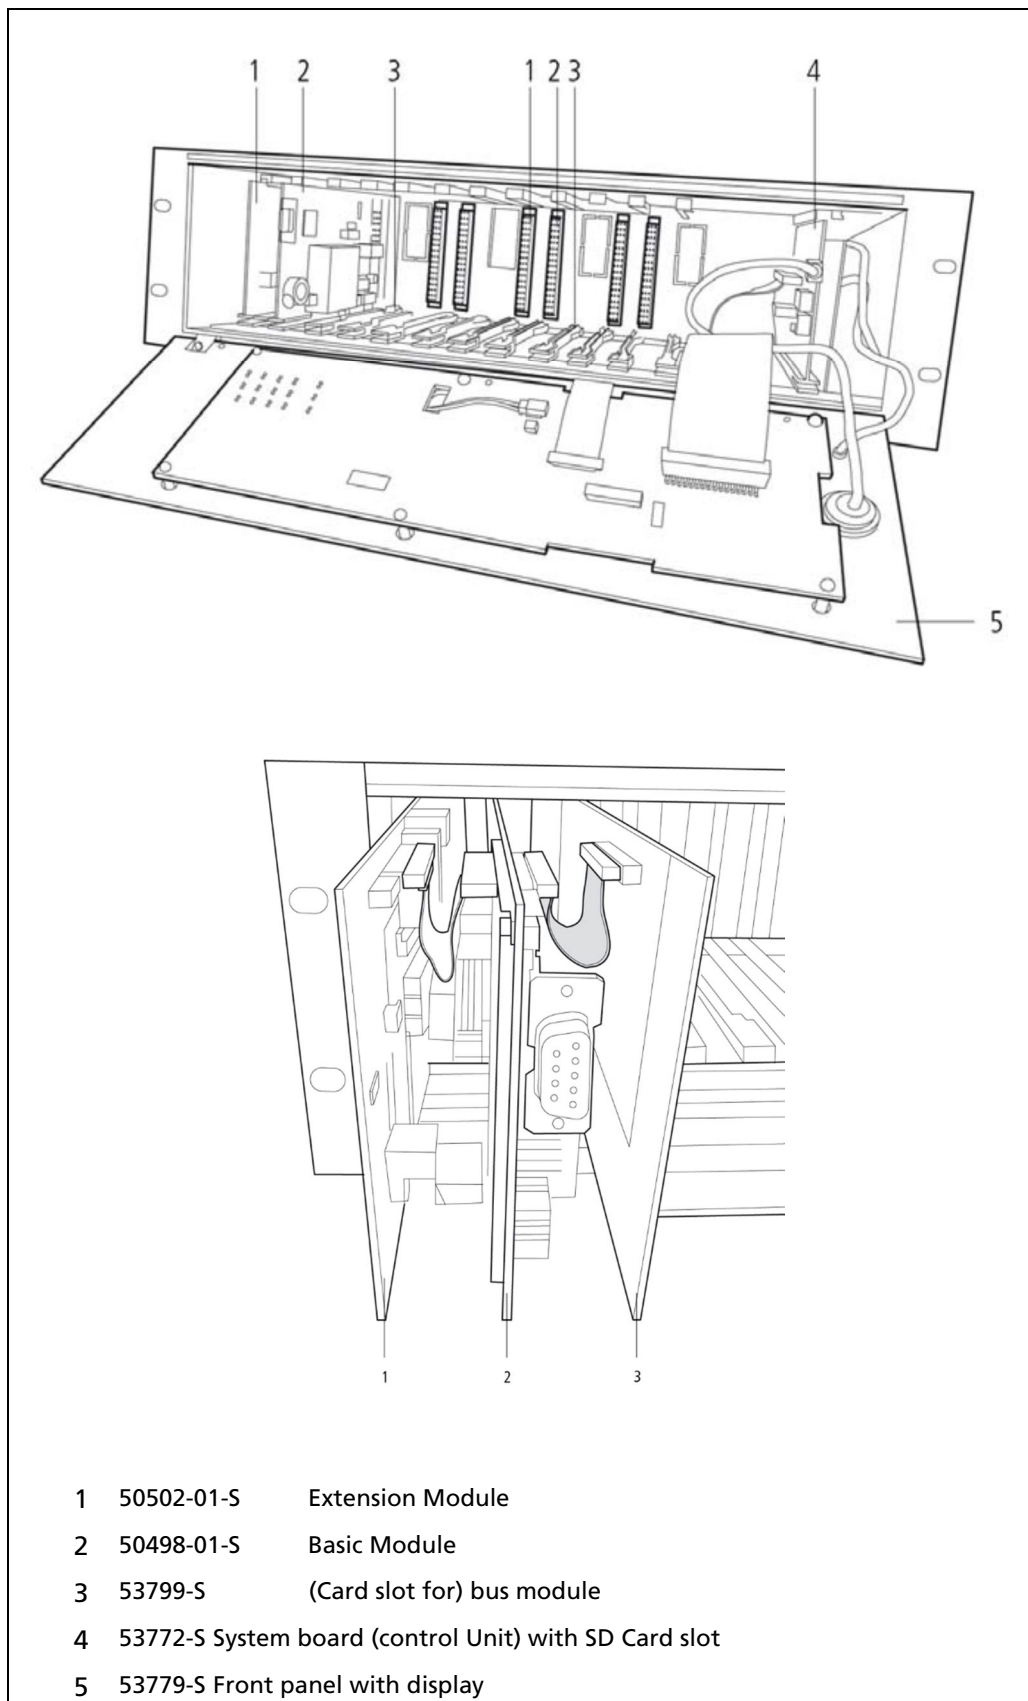 1 2 3 1 2 3 4
5
1 2 3
1 50502-01-S Extension Module
2 50498-01-S Basic Module
3 53799-S (Card slot for) bus module
4 53772-S System board (control Unit) with SD Card slot
5 53779-S Front panel with display